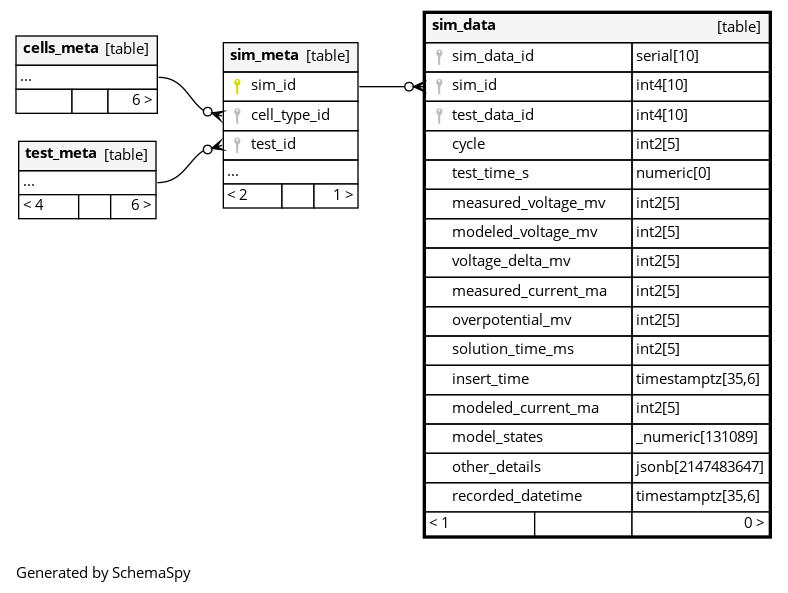 cells_meta [table]
...
6 >
test_meta [table]
...
< 4 6 >
sim_meta [table]
sim_id
cell_type_id
test_id
...
< 2 1 >
sim_data [table]
sim_data_id serial[10]
sim_id int4[10]
test_data_id int4[10]
cycle int2[5]
test_time_s numeric[0]
measured_voltage_mv int2[5]
modeled_voltage_mv int2[5]
voltage_delta_mv int2[5]
measured_current_ma int2[5]
overpotential_mv int2[5]
solution_time_ms int2[5]
insert_time timestamptz[35,6]
modeled_current_ma int2[5]
model_states _numeric[131089]
other_details jsonb[2147483647]
recorded_datetime timestamptz[35,6]
< 1 0 >
Generated by SchemaSpy